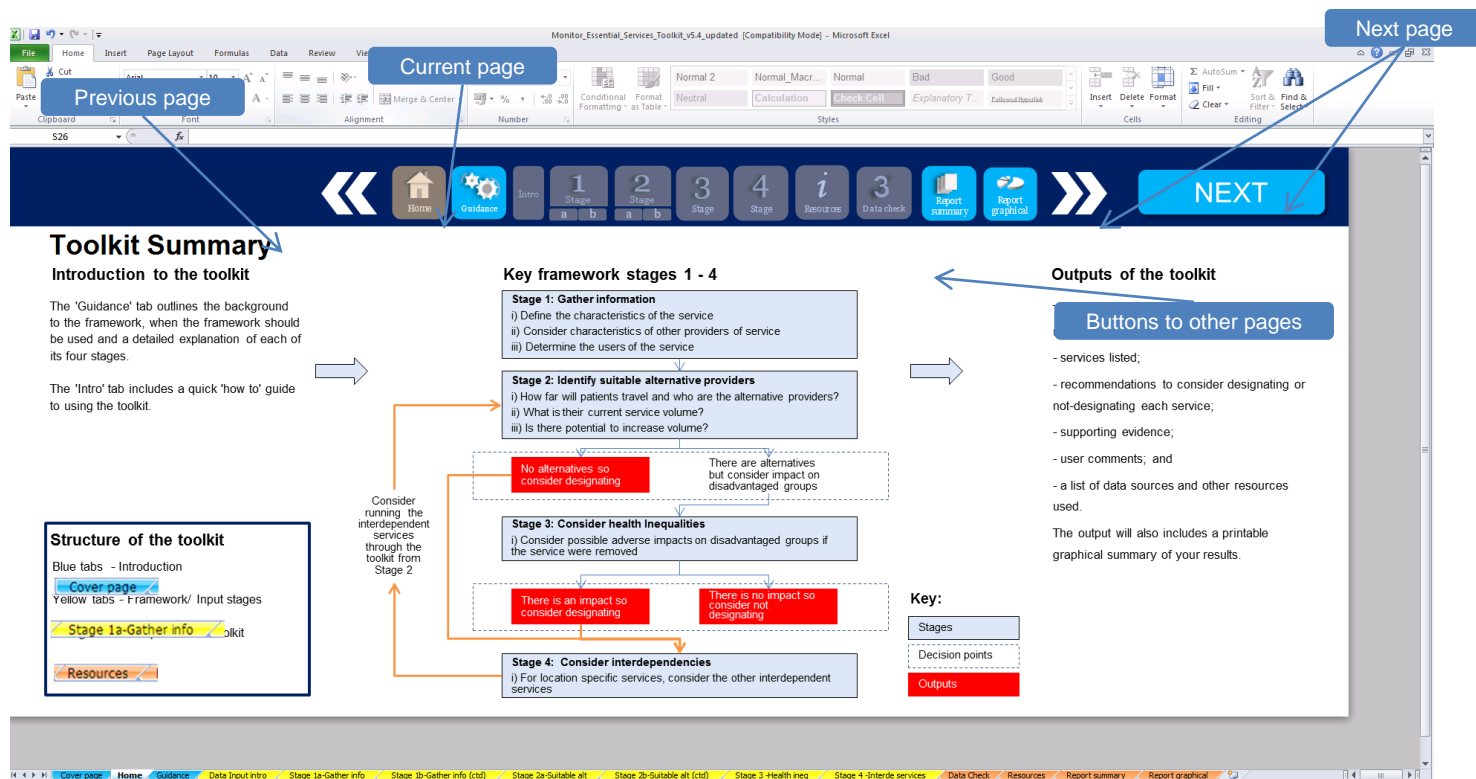 Next page
Monitor_Essential_Services_Toolkit_v5.4_updated [Compatibility Mode] - Microsoft Excel
File Home Insert Page Layout Formulas Data Review
Current page
Previous page
Cut
Paste
Merge & Center
Conditional Formatting
Format as Table
Normal 2 Normal_Macr... Normal Bad Good
Neutral Calculation Check Cell Explanatory T... Followed Hyperlink
Insert Delete Format
AutoSum
Fill
Clear
Sort & Filter
Find & Select
Clipboard Font Alignment Number Styles Cells Editing
S26 fx
Home
Guidance
Intro
1 Stage a b
2 Stage a b
3 Stage
4 Stage
i Resources
3 Data check
Report summary
Report graphical
NEXT
Toolkit Summary
Introduction to the toolkit
The 'Guidance' tab outlines the background
to the framework, when the framework should
be used and a detailed explanation of each of
its four stages.
The 'Intro' tab includes a quick 'how to' guide
to using the toolkit.
Structure of the toolkit
Blue tabs - Introduction
Cover page
Yellow tabs - Framework/ Input stages
Stage 1a-Gather info
Resources
Key framework stages 1 - 4
Stage 1: Gather information
i) Define the characteristics of the service
ii) Consider characteristics of other providers of service
iii) Determine the users of the service
Stage 2: Identify suitable alternative providers
i) How far will patients travel and who are the alternative providers?
ii) What is their current service volume?
iii) Is there potential to increase volume?
No alternatives so
consider designating
There are alternatives
but consider impact on
disadvantaged groups
Consider
running the
interdependent
services
through the
toolkit from
Stage 2
Stage 3: Consider health Inequalities
i) Consider possible adverse impacts on disadvantaged groups if
the service were removed
There is an impact so
consider designating
There is no impact so
consider not
designating
Stage 4: Consider interdependencies
i) For location specific services, consider the other interdependent
services
Key:
Stages
Decision points
Outputs
Outputs of the toolkit
Buttons to other pages
- services listed;
- recommendations to consider designating or
not-designating each service;
- supporting evidence;
- user comments; and
- a list of data sources and other resources
used.
The output will also includes a printable
graphical summary of your results.
Cover page Home Guidance Data Input intro Stage 1a-Gather info Stage 1b-Gather info (ctd) Stage 2a-Suitable alt Stage 2b-Suitable alt (ctd) Stage 3 -Health ineq Stage 4 -Interde services Data Check Resources Report summary Report graphical